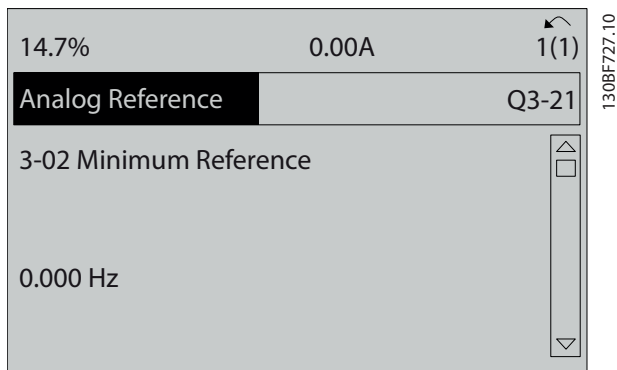 14.7% 0.00A 1(1)
Analog Reference Q3-21
3-02 Minimum Reference
0.000 Hz
130BF727.10